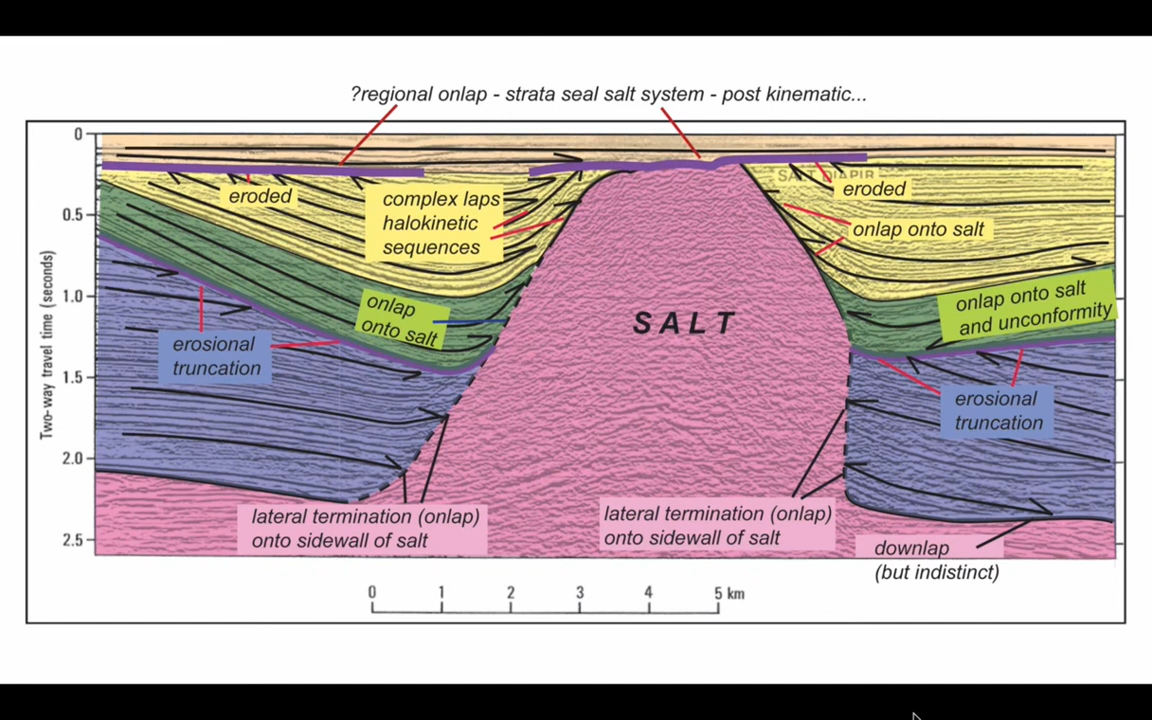 ?regional onlap - strata seal salt system - post kinematic...
0
SALT DIAPIR
eroded
eroded
complex laps
halokinetic
sequences
0.5
onlap onto salt
1.0
onlap
onto salt
onlap onto salt
and unconformity
SALT
erosional
truncation
1.5
erosional
truncation
2.0
lateral termination (onlap)
onto sidewall of salt
lateral termination (onlap)
onto sidewall of salt
2.5
downlap
(but indistinct)
Two-way travel time (seconds)
0 1 2 3 4 5 km